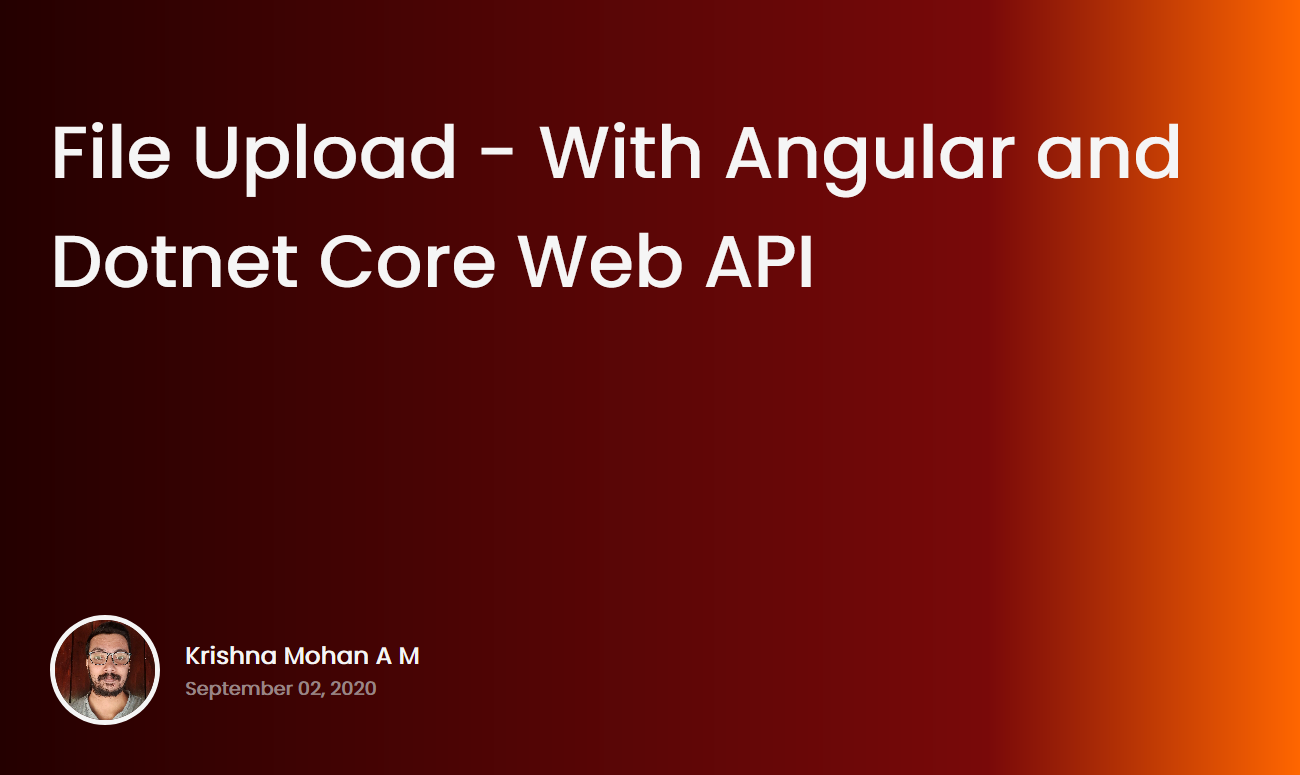 File Upload - With Angular and
Dotnet Core Web API
Krishna Mohan A M
September 02, 2020